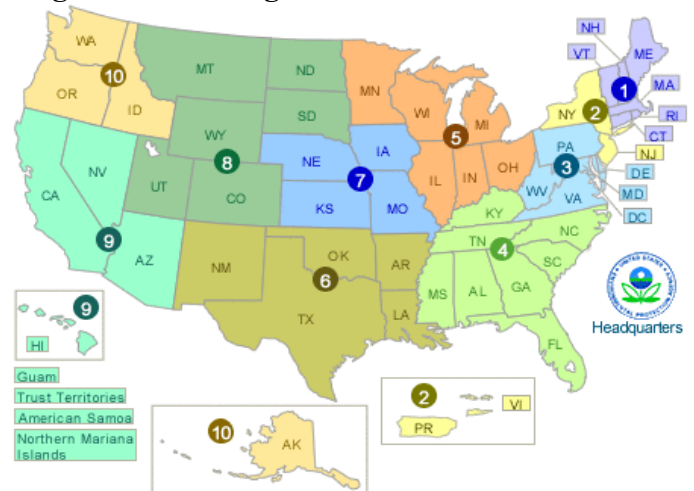 NH
WA
VT
ME
MT
ND
10
MN
1
MA
OR
ID
SD
WI
MI
NY
2
RI
WY
5
CT
8
IA
PA
NJ
NE
3
NV
7
OH
DE
UT
IL
IN
WV
MD
CA
CO
VA
KS
MO
DC
KY
9
NC
TN
4
AZ
OK
NM
AR
SC
6
MS
AL
GA
TX
LA
UNITED STATES
Headquarters
9
HI
FL
Guam
Trust Territories
2
VI
American Samoa
PR
10
Northern Mariana
Islands
AK